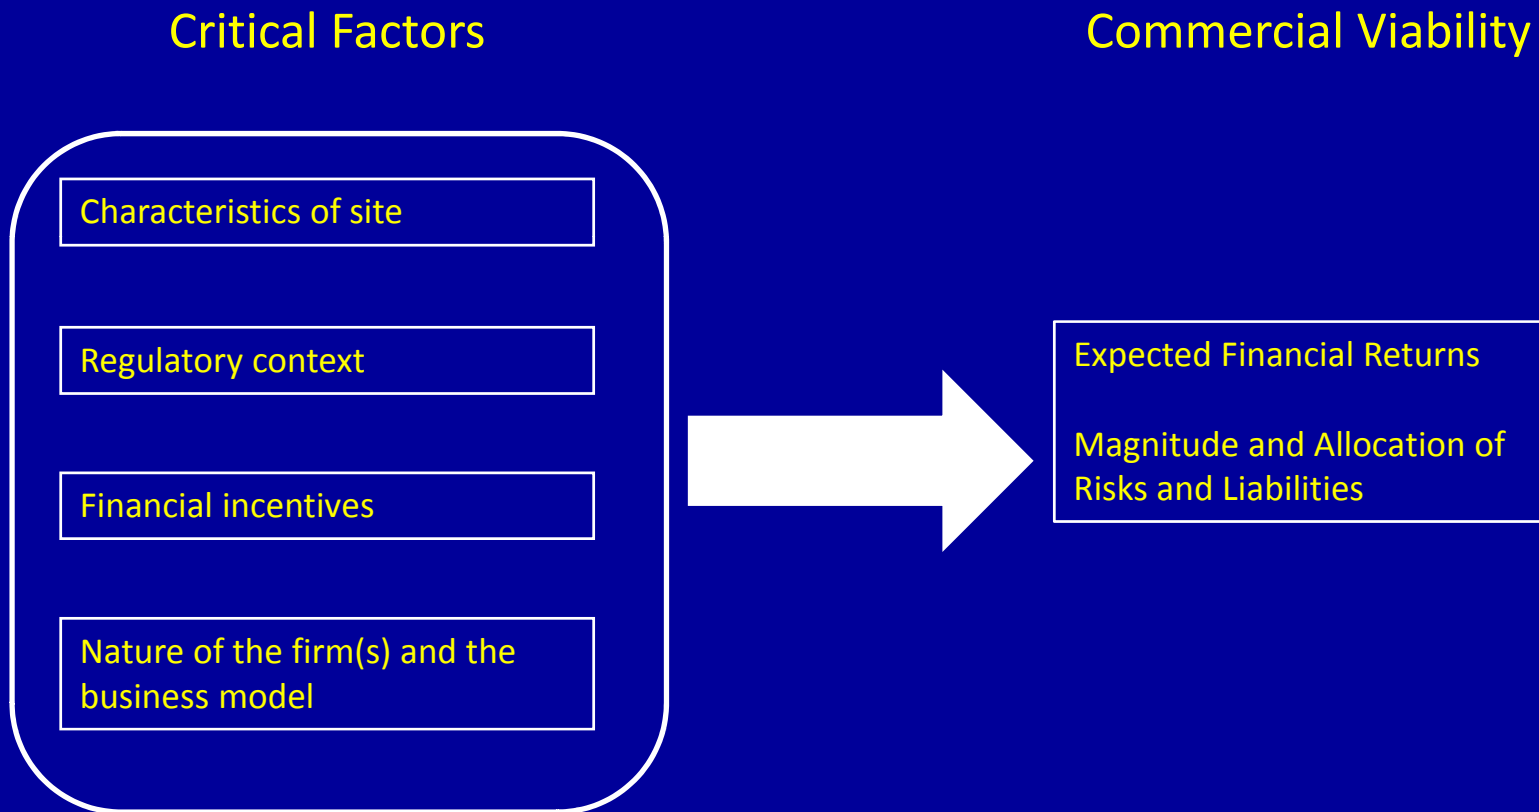 Critical Factors
Commercial Viability
Characteristics of site
Regulatory context
Financial incentives
Nature of the firm(s) and the
business model
Expected Financial Returns
Magnitude and Allocation of
Risks and Liabilities